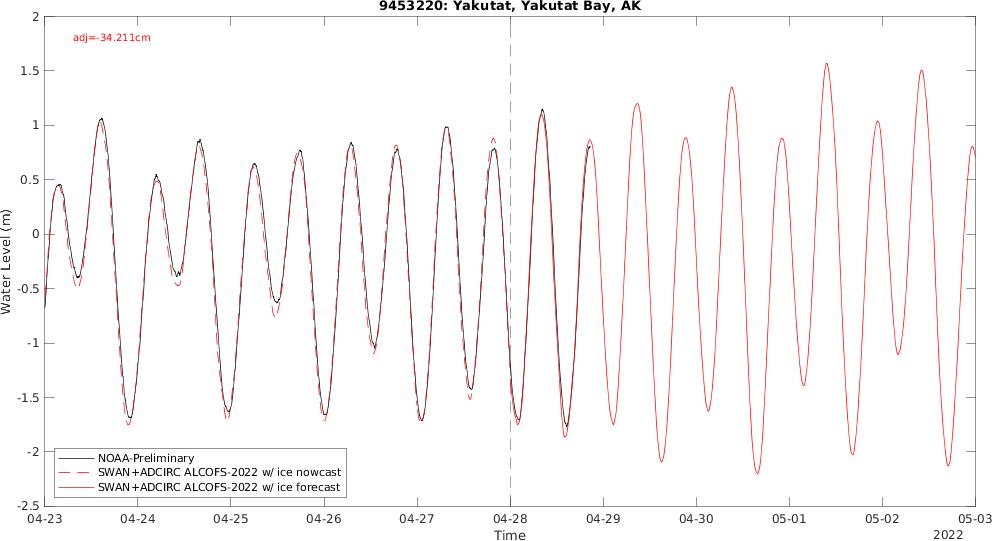 9453220: Yakutat, Yakutat Bay, AK
adj=-34.211cm
2
1.5
1
0.5
0
-0.5
-1
-1.5
-2
-2.5
Water Level (m)
NOAA-Preliminary
SWAN+ADCIRC ALCOFS-2022 w/ ice nowcast
SWAN+ADCIRC ALCOFS-2022 w/ ice forecast
04-23 04-24 04-25 04-26 04-27 04-28 04-29 04-30 05-01 05-02 05-03
Time
2022